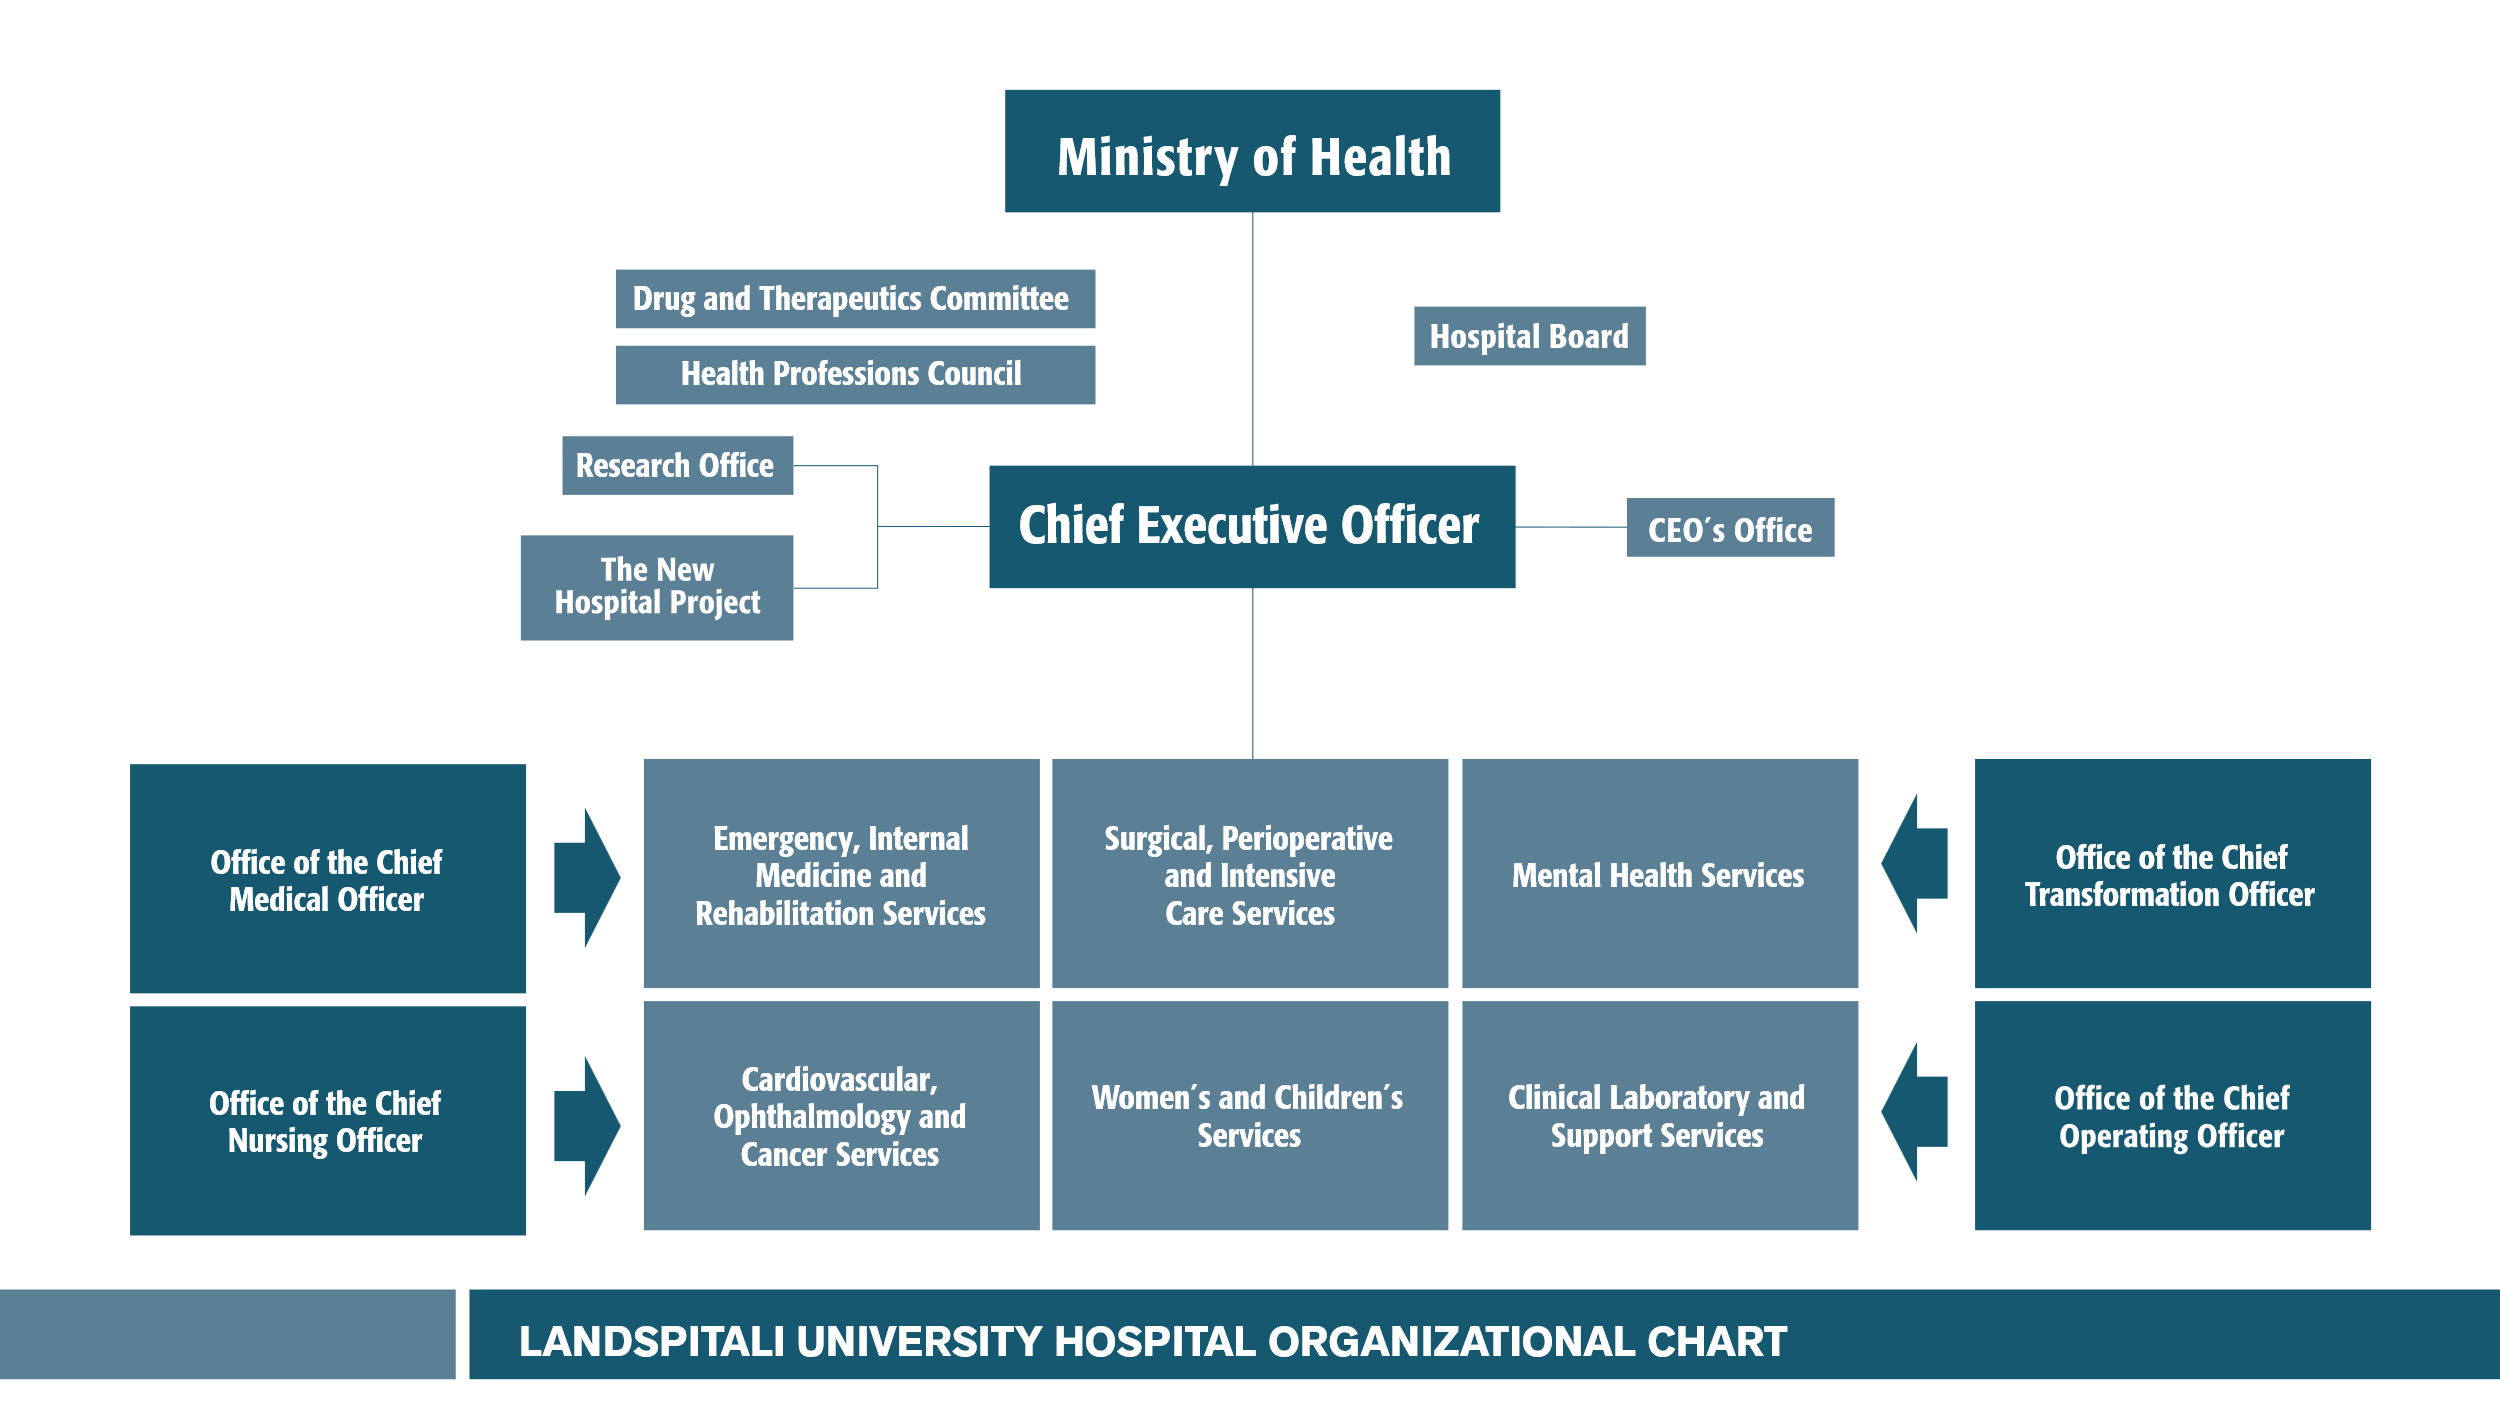 Ministry of Health
Drug and Therapeutics Committee
Hospital Board
Health Professions Council
Research Office
Chief Executive Officer
CEO´s Office
The New
Hospital Project
Office of the Chief
Medical Officer
Emergency, Internal
Medicine and
Rehabilitation Services
Surgical, Perioperative
and Intensive
Care Services
Mental Health Services
Office of the Chief
Transformation Officer
Office of the Chief
Nursing Officer
Cardiovascular,
Ophthalmology and
Cancer Services
Women´s and Children´s
Services
Clinical Laboratory and
Support Services
Office of the Chief
Operating Officer
LANDSPITALI UNIVERSITY HOSPITAL ORGANIZATIONAL CHART